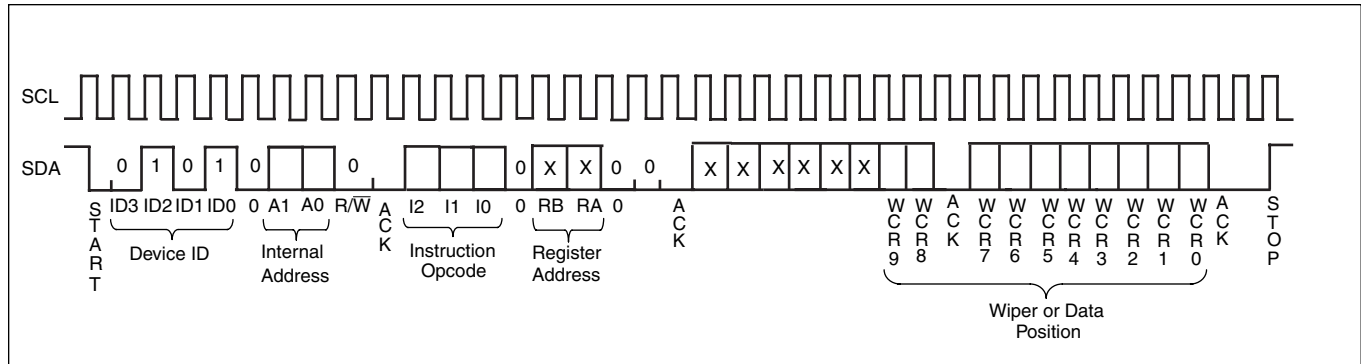 SCL
SDA
0 1 0 1 0 0 0 X X 0 0 X X X X X X
START
ID3 ID2 ID1 ID0 0 A1 A0 R/W̅ ACK I2 I1 I0 0 RB RA 0 ACK WCR9 WCR8 ACK WCR7 WCR6 WCR5 WCR4 WCR3 WCR2 WCR1 WCR0 ACK STOP
Device ID
Internal
Address
Instruction
Opcode
Register
Address
Wiper or Data
Position